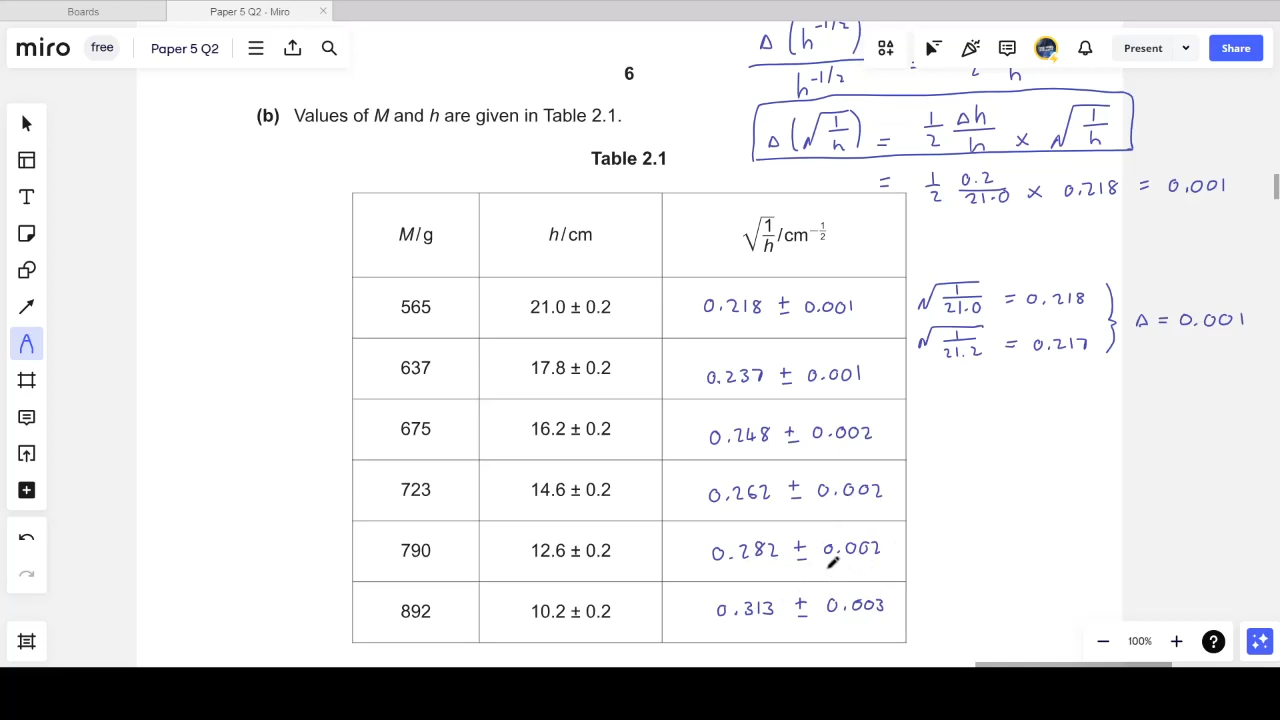 Boards
Paper 5 Q2 - Miro
miro free Paper 5 Q2 Present Share
6
Δ (h^-1/2)
h^-1/2
2 h
(b) Values of M and h are given in Table 2.1.
Δ (√1/h) = 1/2 Δh/h × √1/h
Table 2.1
= 1/2 0.2/21.0 × 0.218 = 0.001
M/g h/cm √1/h /cm^-1/2
565 21.0 ± 0.2 0.218 ± 0.001
√1/21.0 = 0.218
Δ = 0.001
√1/21.2 = 0.217
637 17.8 ± 0.2 0.237 ± 0.001
675 16.2 ± 0.2 0.248 ± 0.002
723 14.6 ± 0.2 0.262 ± 0.002
790 12.6 ± 0.2 0.282 ± 0.002
892 10.2 ± 0.2 0.313 ± 0.003
100%